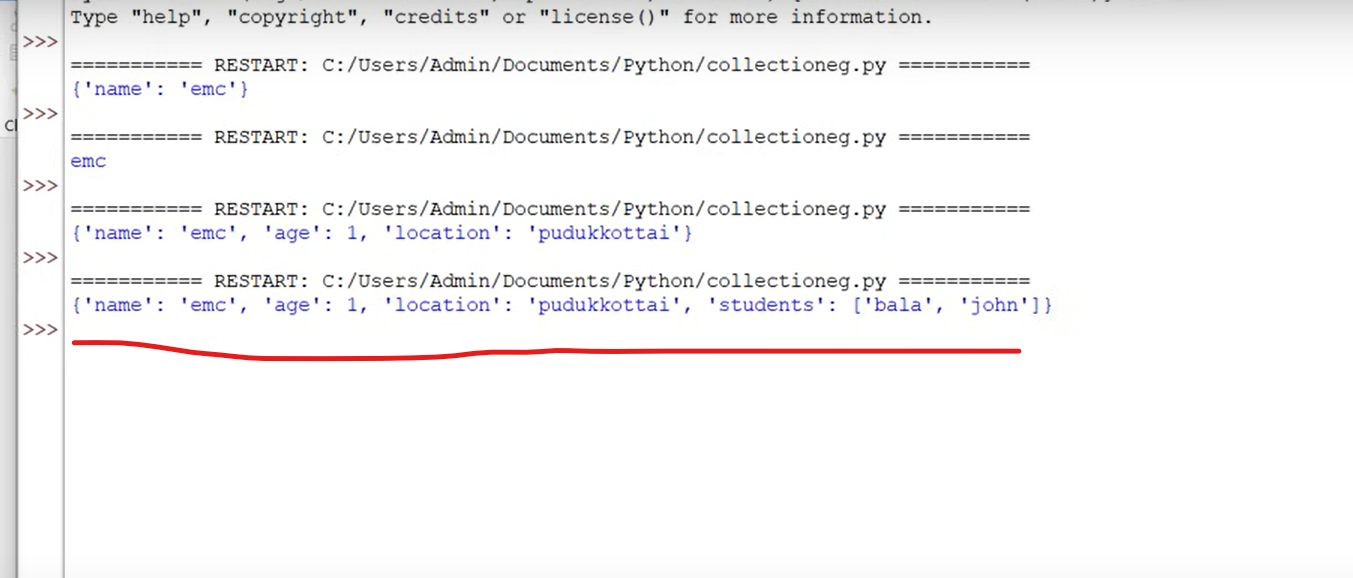 Type "help", "copyright", "credits" or "license()" for more information.
>>>
=========== RESTART: C:/Users/Admin/Documents/Python/collectioneg.py ===========
{'name': 'emc'}
>>>
=========== RESTART: C:/Users/Admin/Documents/Python/collectioneg.py ===========
emc
>>>
=========== RESTART: C:/Users/Admin/Documents/Python/collectioneg.py ===========
{'name': 'emc', 'age': 1, 'location': 'pudukkottai'}
>>>
=========== RESTART: C:/Users/Admin/Documents/Python/collectioneg.py ===========
{'name': 'emc', 'age': 1, 'location': 'pudukkottai', 'students': ['bala', 'john']}
>>>